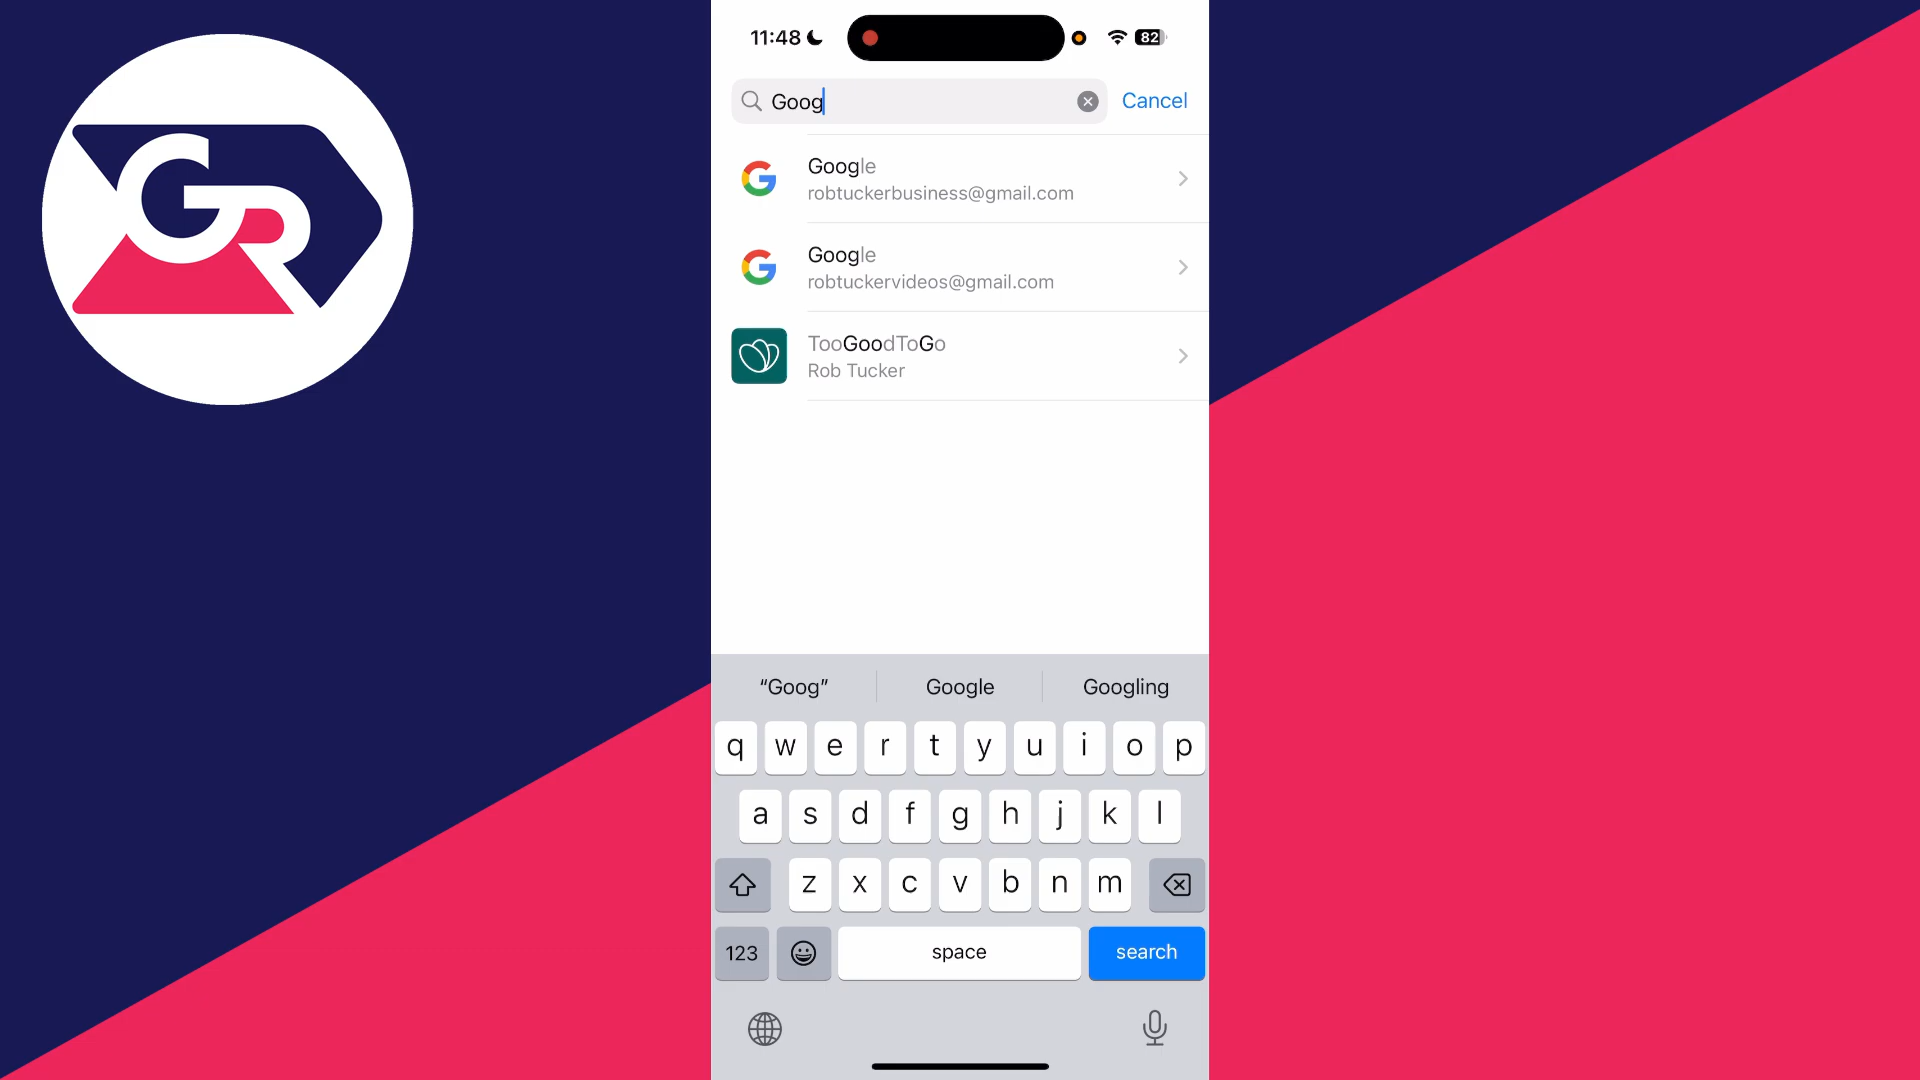 GR
11:48
82
Goog
Cancel
Google
robtuckerbusiness@gmail.com
Google
robtuckervideos@gmail.com
TooGoodToGo
Rob Tucker
“Goog” Google Googling
q w e r t y u i o p
a s d f g h j k l
z x c v b n m
123 space search